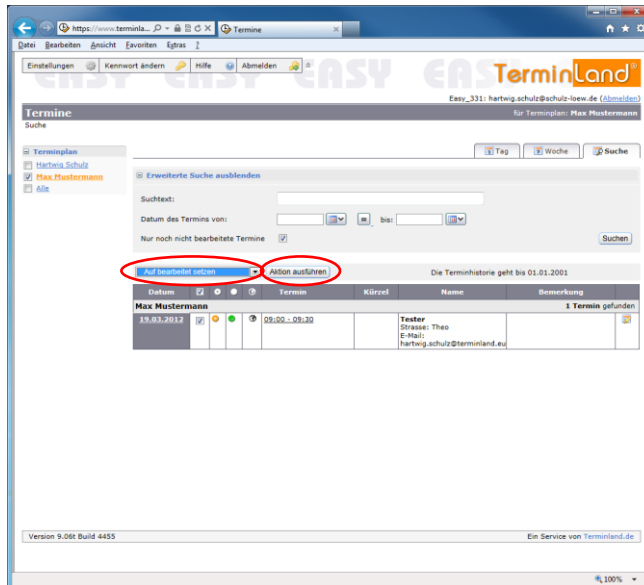 https://www.terminla...
Termine
Datei Bearbeiten Ansicht Favoriten Extras ?
Einstellungen Kennwort ändern Hilfe Abmelden
EASY EASY EASY EASY
TerminLand®
Easy_331: hartwig.schulz@schulz-loew.de (Abmelden)
Termine für Terminplan: Max Mustermann
Suche
Terminplan
Hartwig Schulz
Max Mustermann
Alle
Tag Woche Suche
Erweiterte Suche ausblenden
Suchtext:
Datum des Termins von: = bis:
Nur noch nicht bearbeitete Termine
Suchen
Auf bearbeitet setzen Aktion ausführen Die Terminhistorie geht bis 01.01.2001
Datum Termin Kürzel Name Bemerkung
Max Mustermann 1 Termin gefunden
19.03.2012 09:00 - 09:30 Tester
Strasse: Theo
E-Mail:
hartwig.schulz@terminland.eu
Version 9.06t Build 4455 Ein Service von Terminland.de
100%